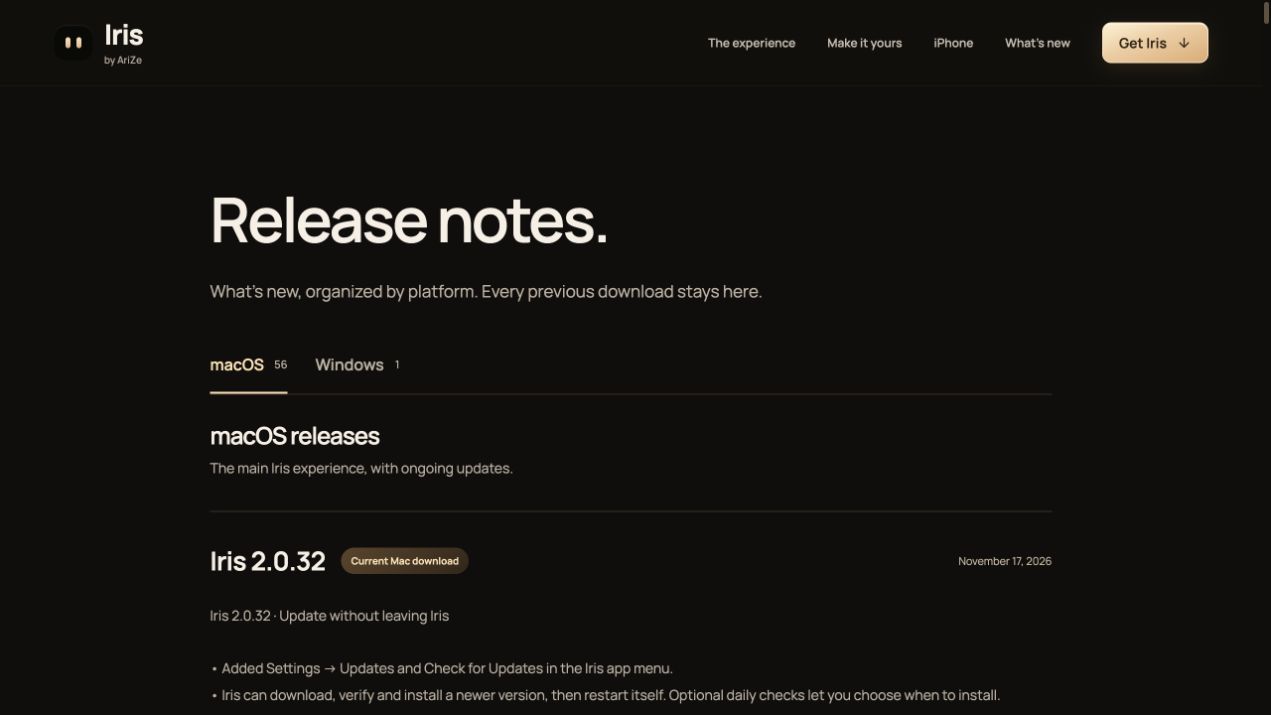 Iris
by AriZe
The experience
Make it yours
iPhone
What's new
Get Iris ↓
Release notes.
What's new, organized by platform. Every previous download stays here.
macOS 56
Windows 1
macOS releases
The main Iris experience, with ongoing updates.
Iris 2.0.32
Current Mac download
November 17, 2026
Iris 2.0.32 · Update without leaving Iris
• Added Settings → Updates and Check for Updates in the Iris app menu.
• Iris can download, verify and install a newer version, then restart itself. Optional daily checks let you choose when to install.